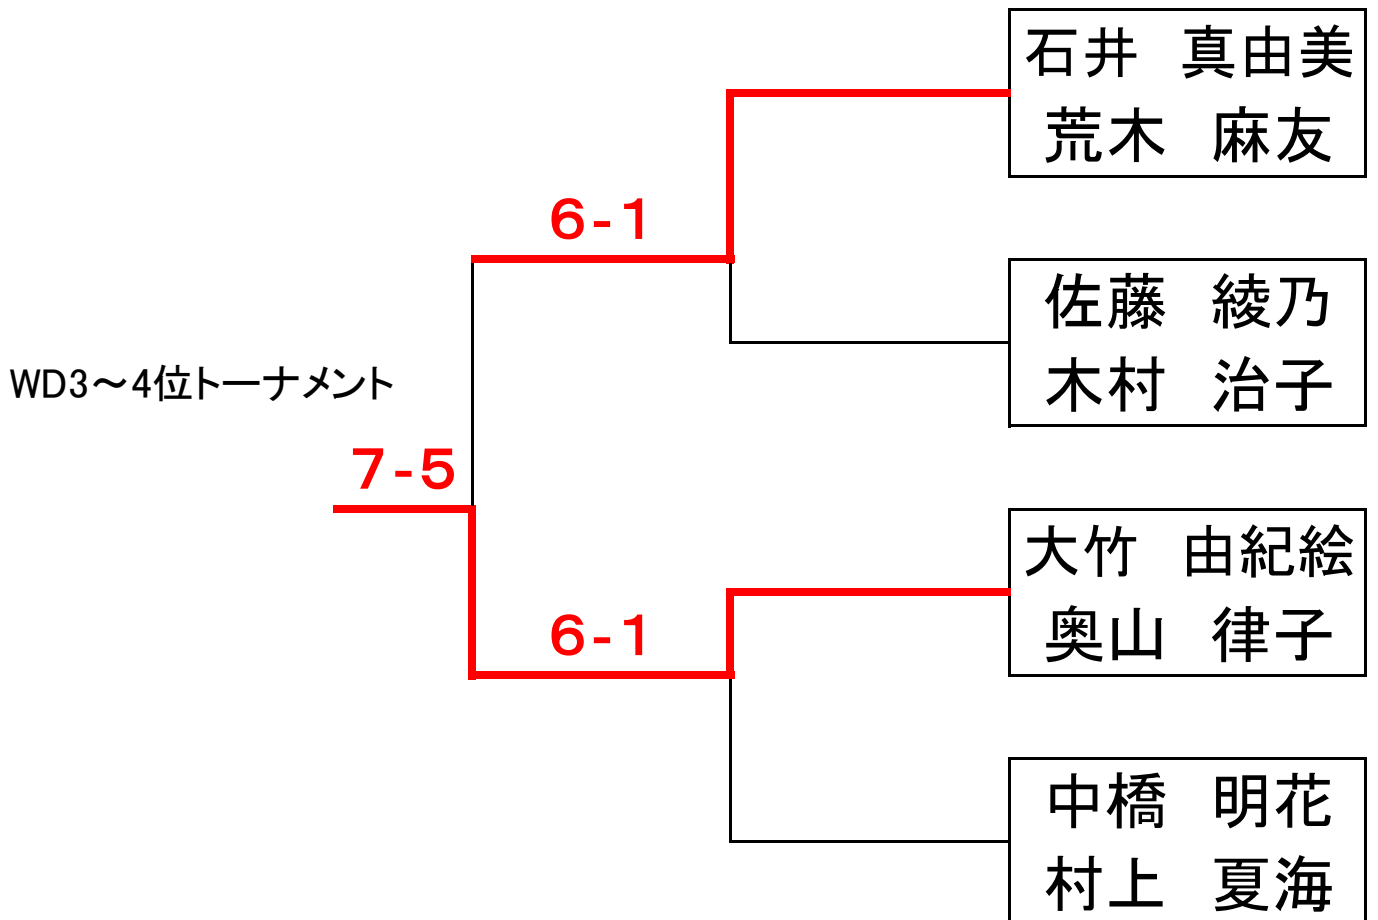 石井 真由美
荒木 麻友
6-1
佐藤 綾乃
木村 治子
WD3～4位トーナメント
7-5
大竹 由紀絵
奥山 律子
6-1
中橋 明花
村上 夏海